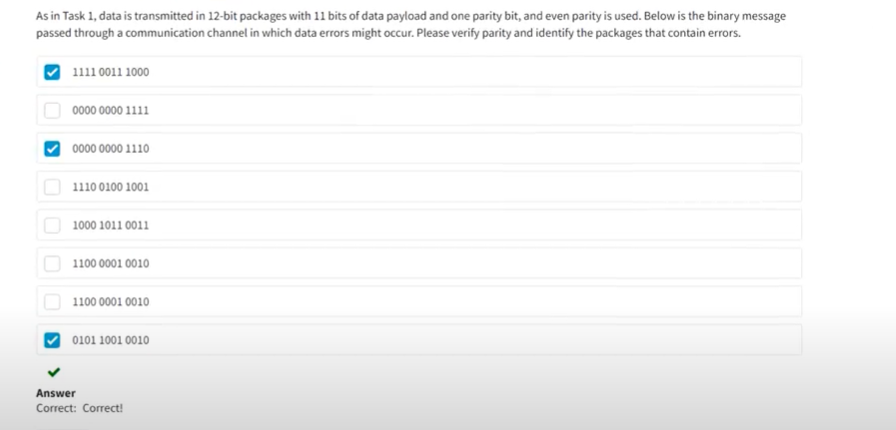 As in Task 1, data is transmitted in 12-bit packages with 11 bits of data payload and one parity bit, and even parity is used. Below is the binary message
passed through a communication channel in which data errors might occur. Please verify parity and identify the packages that contain errors.
1111 0011 1000
0000 0000 1111
0000 0000 1110
1110 0100 1001
1000 1011 0011
1100 0001 0010
1100 0001 0010
0101 1001 0010
Answer
Correct: Correct!